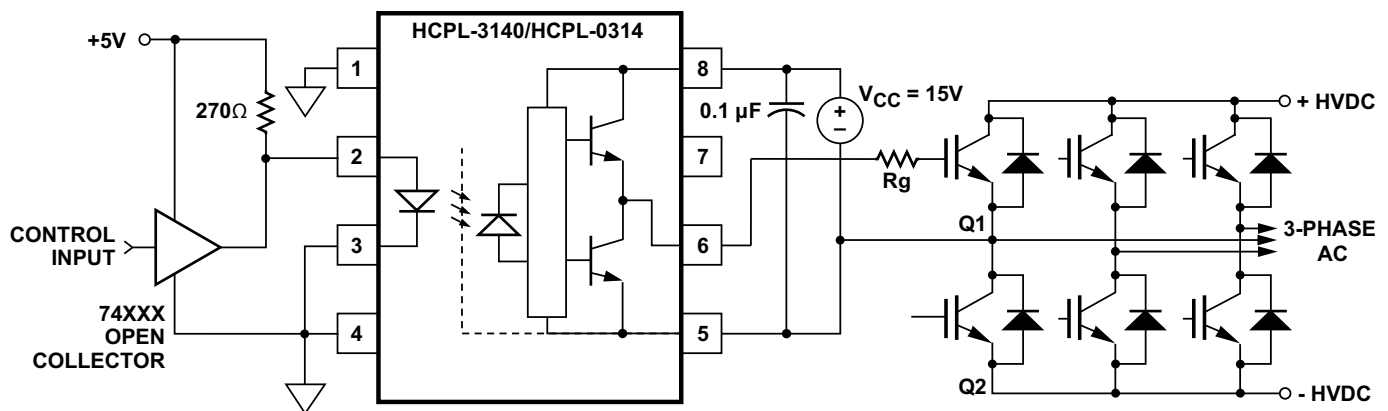 HCPL-3140/HCPL-0314
+5V
1
8
270Ω
0.1 µF
VCC = 15V
+
−
+ HVDC
2
7
Rg
CONTROL
INPUT
3
6
Q1
3-PHASE
AC
74XXX
OPEN
COLLECTOR
4
5
Q2
- HVDC